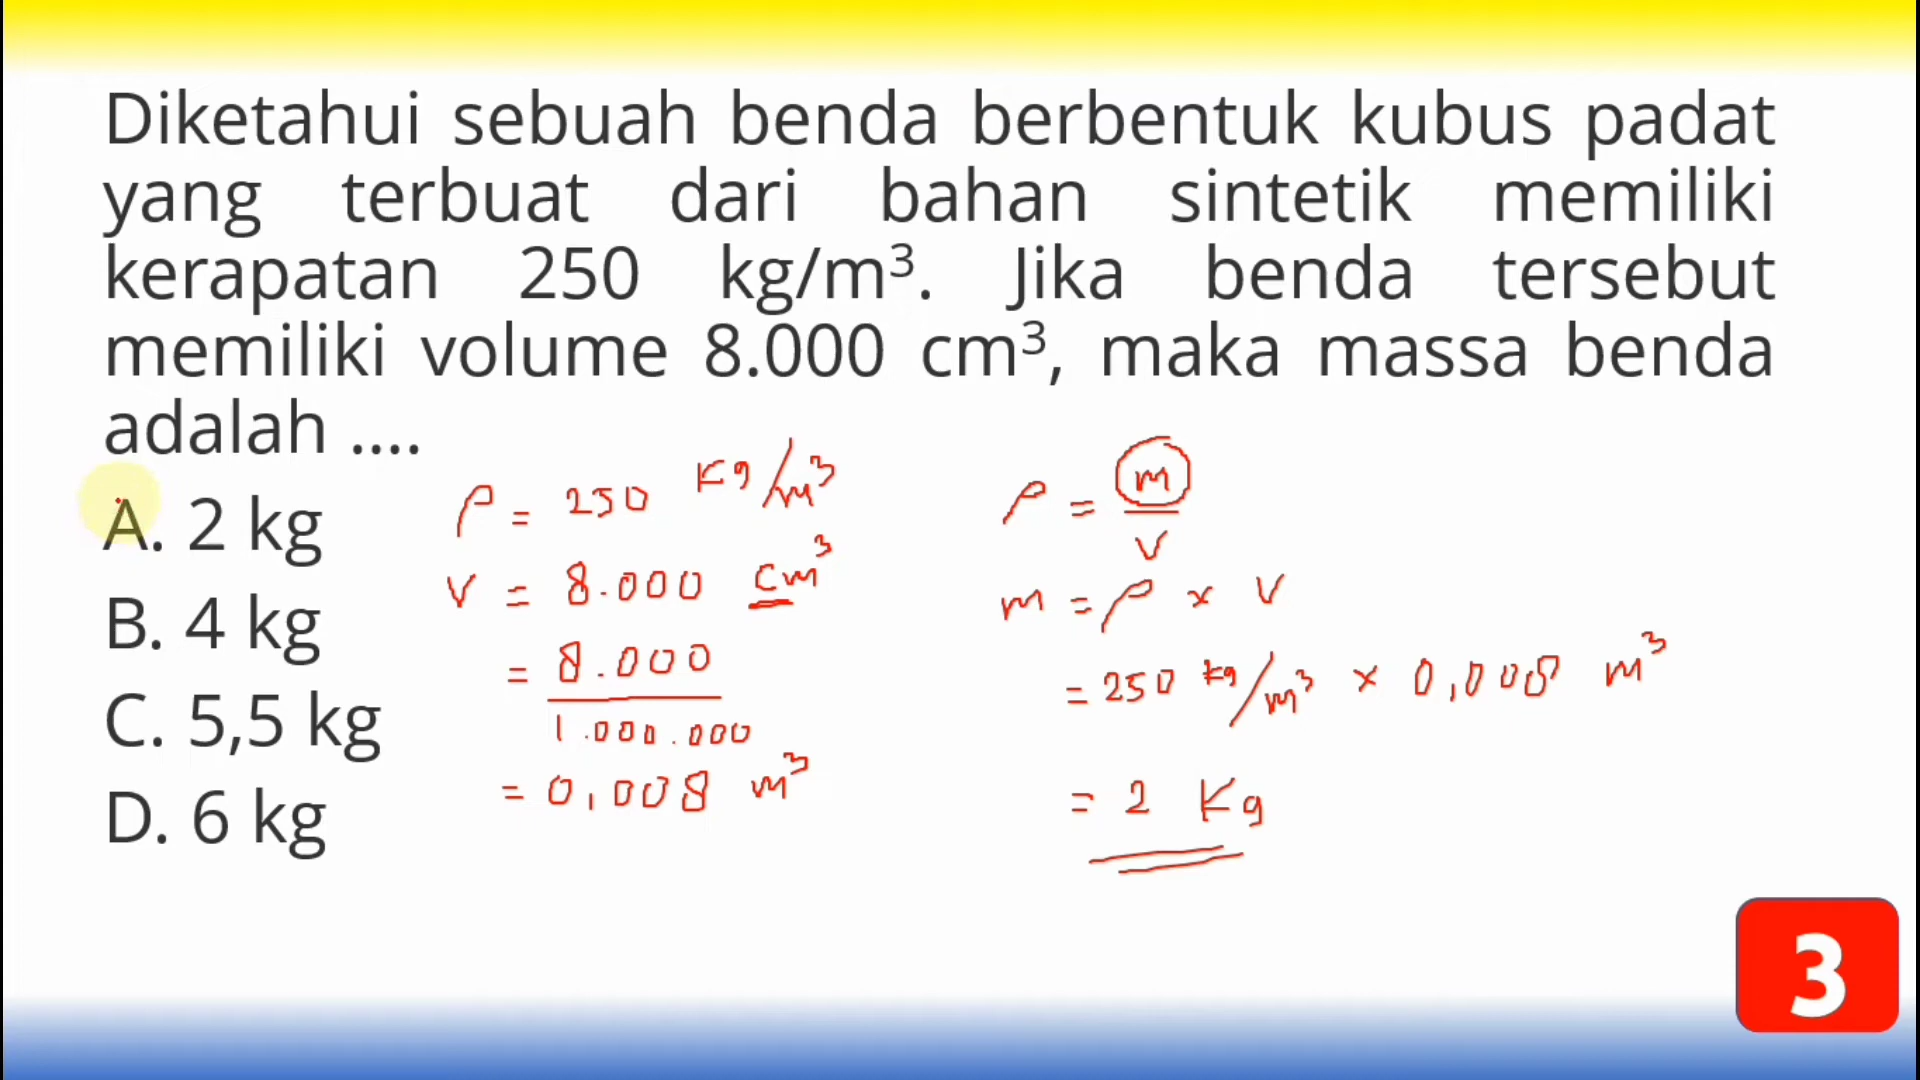 Diketahui sebuah benda berbentuk kubus padat
yang terbuat dari bahan sintetik memiliki
kerapatan 250 kg/m³. Jika benda tersebut
memiliki volume 8.000 cm³, maka massa benda
adalah ....
A. 2 kg
B. 4 kg
C. 5,5 kg
D. 6 kg
ρ = 250 Kg/m³
V = 8.000 cm³
= 8.000
1.000.000
= 0,008 m³
ρ = m
V
m = ρ x V
= 250 kg/m³ x 0,008 m³
= 2 Kg
3